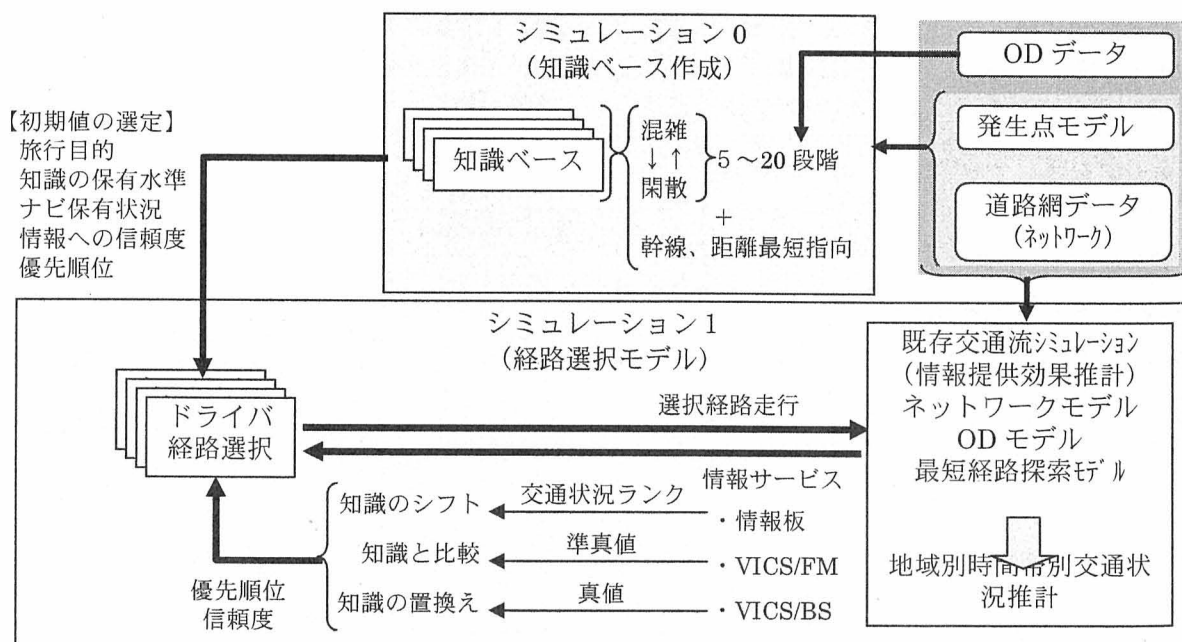 シミュレーション 0
(知識ベース作成)
知識ベース
混雑
↓ ↑
閑散
5 ～20 段階
+
幹線、距離最短指向
OD データ
発生点モデル
道路網データ
(ネットワーク)
【初期値の選定】
旅行目的
知識の保有水準
ナビ保有状況
情報への信頼度
優先順位
シミュレーション 1
(経路選択モデル)
ドライバ
経路選択
選択経路走行
情報サービス
知識のシフト
交通状況ランク
・情報板
知識と比較
準真値
・VICS/FM
知識の置換え
真値
・VICS/BS
優先順位
信頼度
既存交通流シミュレーション
(情報提供効果推計)
ネットワークモデル
OD モデル
最短経路探索モデル
地域別時間帯別交通状
況推計